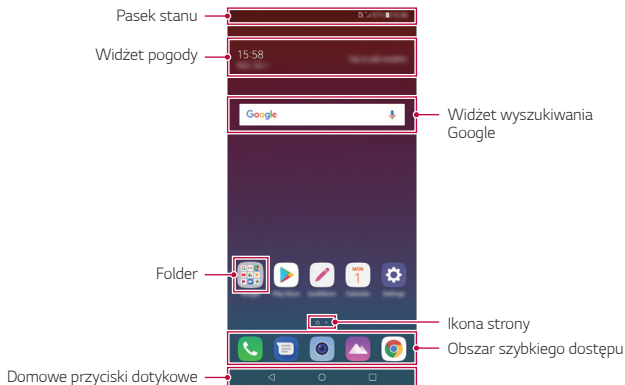 Pasek stanu
Widżet pogody
15:58
Google
Widżet wyszukiwania
Google
Folder
MON
1
Ikona strony
Obszar szybkiego dostępu
Domowe przyciski dotykowe